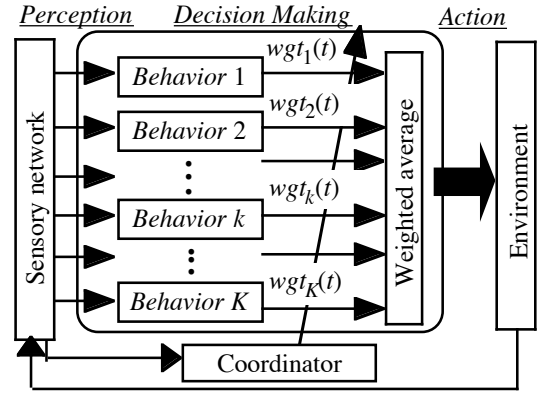 Perception Decision Making Action
Sensory network
Behavior 1
wgt₁(t)
Behavior 2
wgt₂(t)
⋮
Behavior k
wgtₖ(t)
⋮
Behavior K
wgt_K(t)
Weighted average
Environment
Coordinator